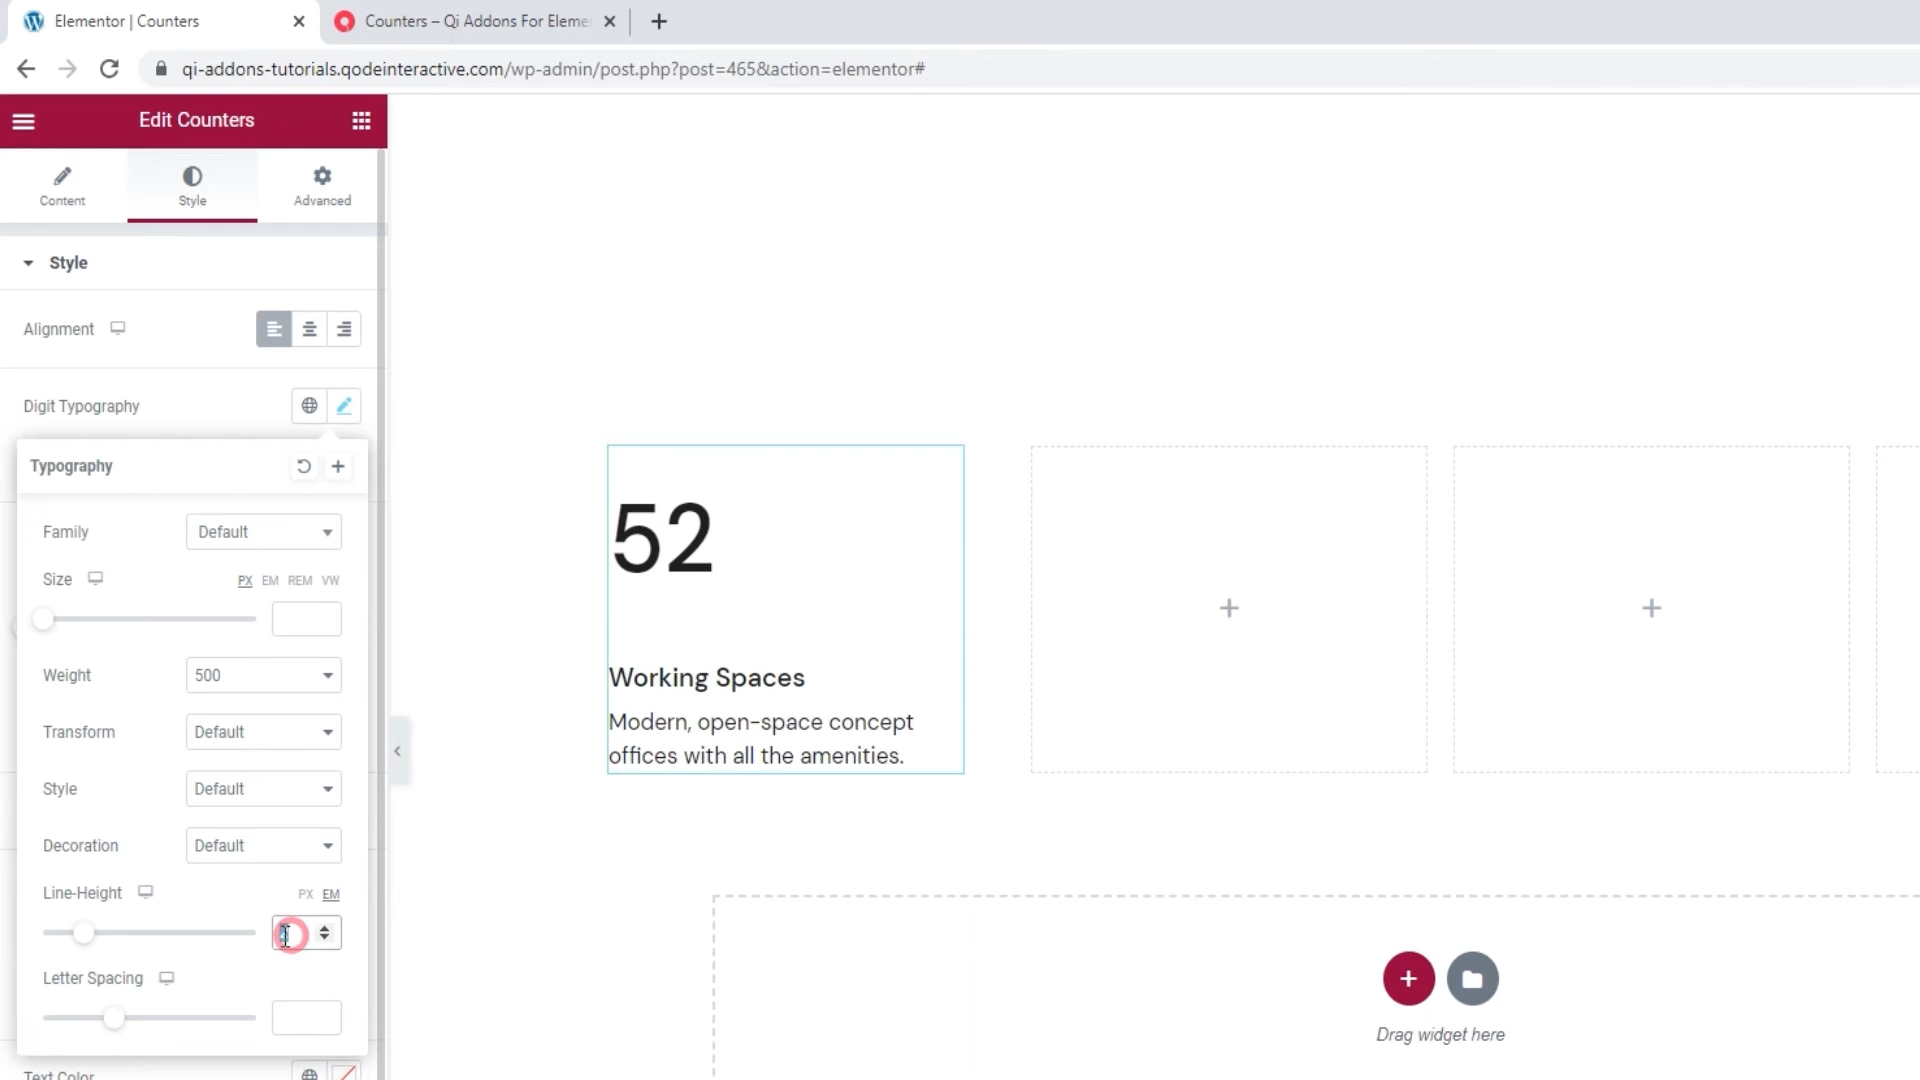 Elementor | Counters
Counters – Qi Addons For Eleme
qi-addons-tutorials.qodeinteractive.com/wp-admin/post.php?post=465&action=elementor#
Edit Counters
Content
Style
Advanced
Style
Alignment
Digit Typography
Typography
Family
Default
Size
PX EM REM VW
Weight
500
Transform
Default
Style
Default
Decoration
Default
Line-Height
PX EM
Letter Spacing
Text Color
52
Working Spaces
Modern, open-space concept
offices with all the amenities.
Drag widget here